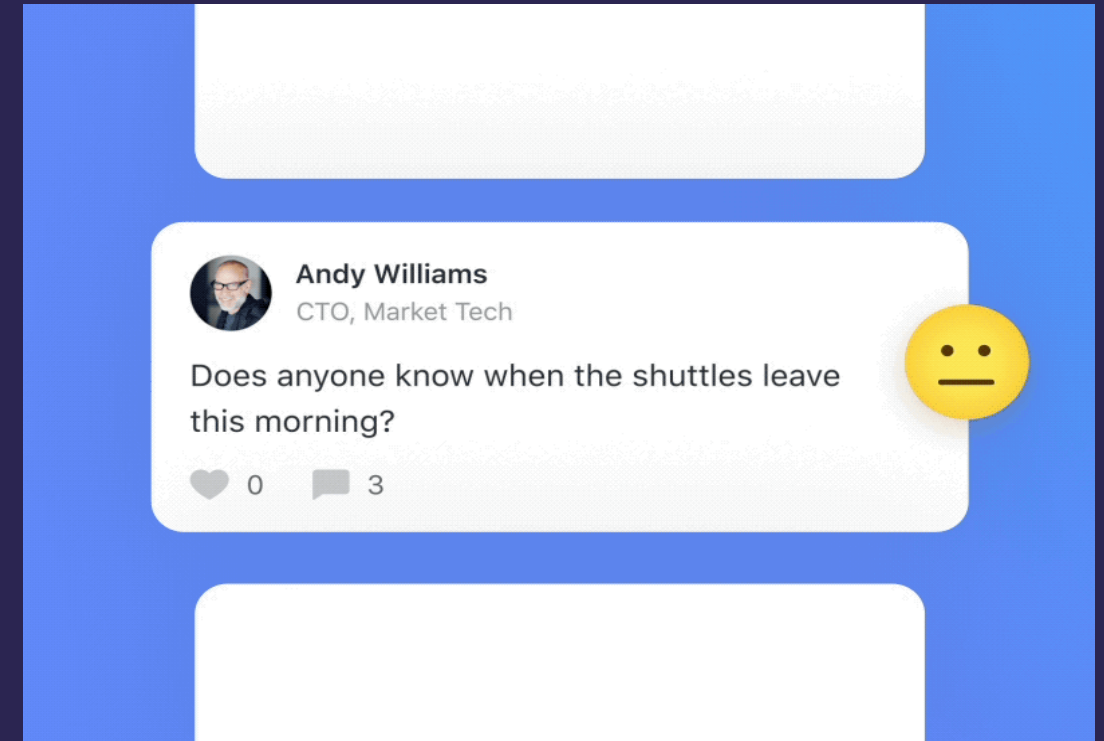 Andy Williams
CTO, Market Tech
Does anyone know when the shuttles leave
this morning?
0 3